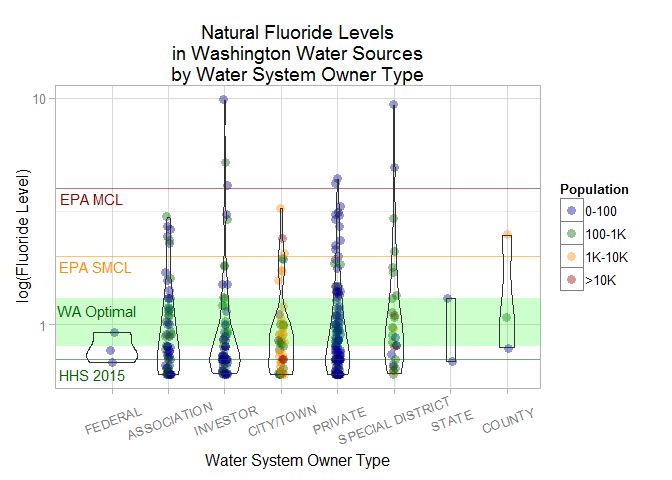 Natural Fluoride Levels
in Washington Water Sources
by Water System Owner Type
log(Fluoride Level)
10
1
EPA MCL
EPA SMCL
WA Optimal
HHS 2015
FEDERAL
ASSOCIATION
INVESTOR
CITY/TOWN
PRIVATE
SPECIAL DISTRICT
STATE
COUNTY
Water System Owner Type
Population
0-100
100-1K
1K-10K
>10K